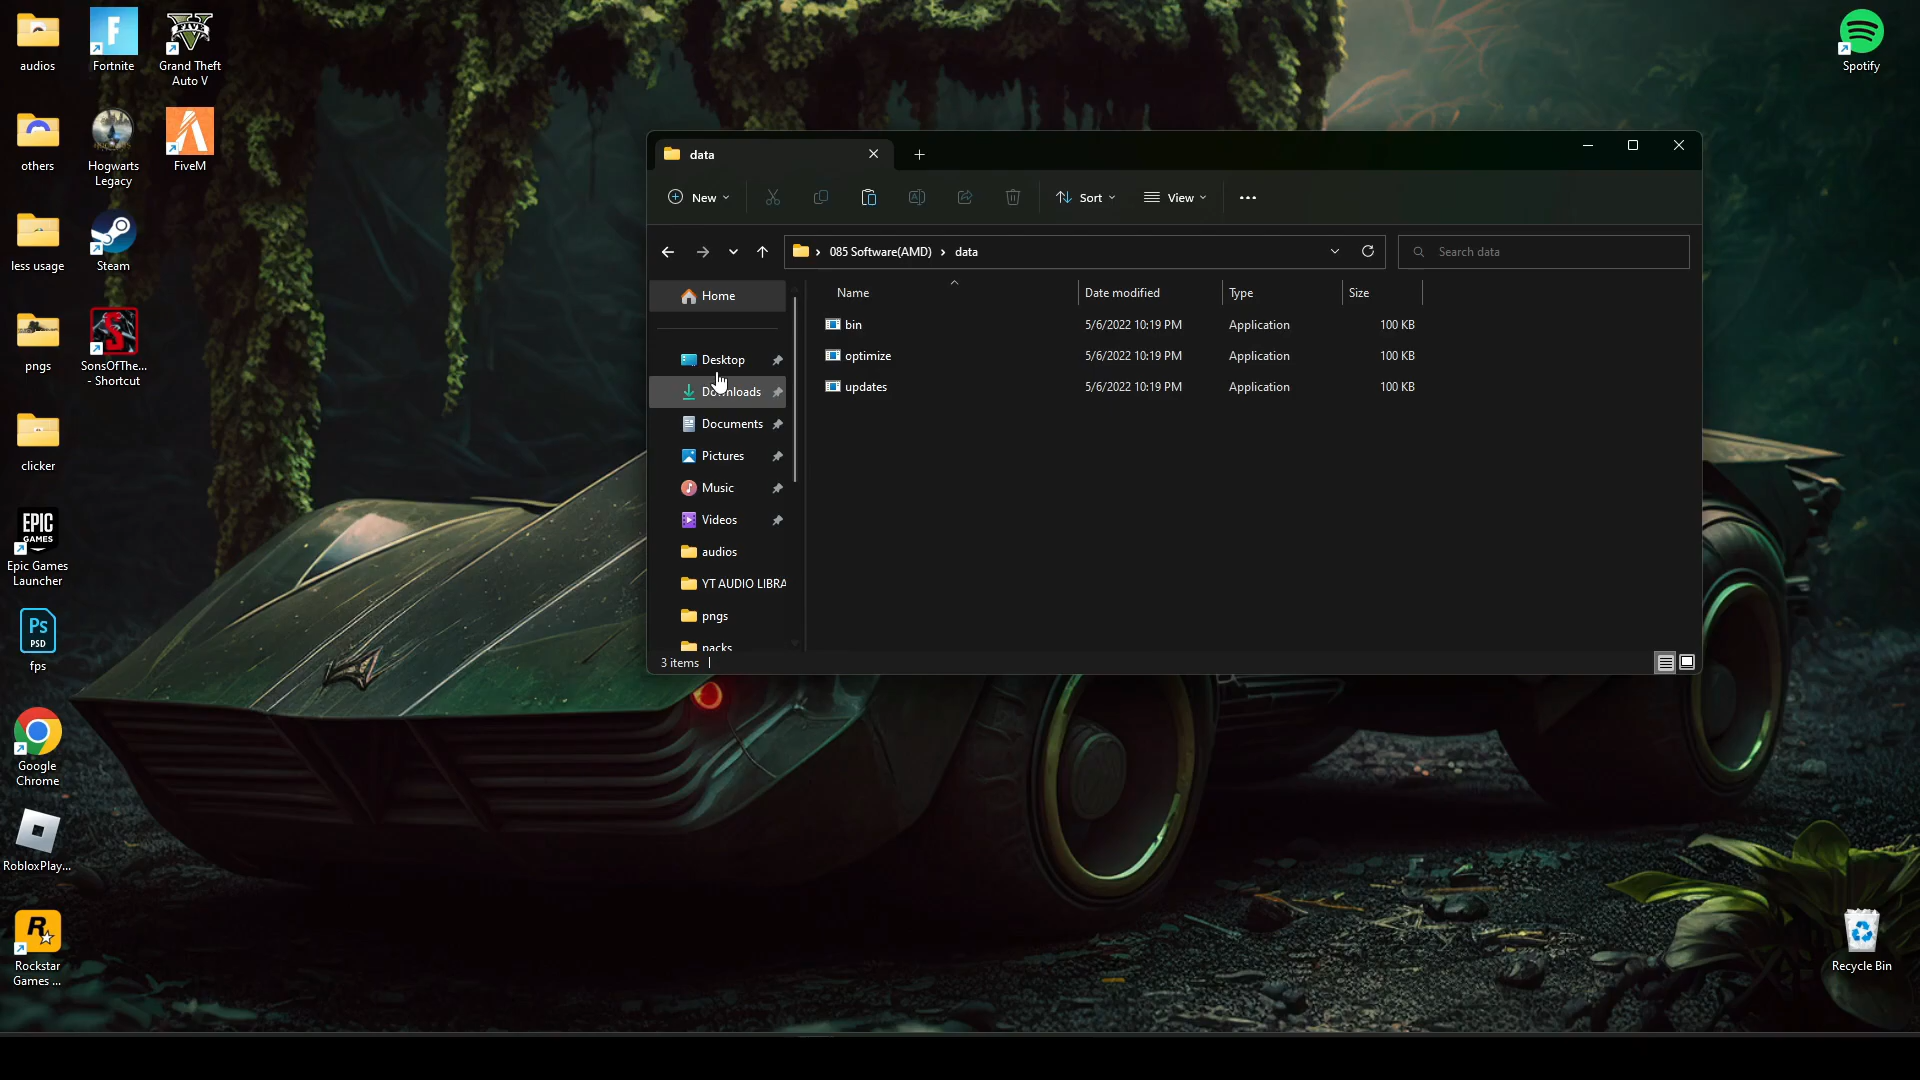 audios
Fortnite
Grand Theft
Auto V
Spotify
others
Hogwarts
Legacy
FiveM
less usage
Steam
pngs
SonsOfThe...
- Shortcut
clicker
EPIC
GAMES
Epic Games
Launcher
Ps
PSD
fps
Google
Chrome
RobloxPlay...
Rockstar
Games ...
Recycle Bin
data
New
Sort
View
085 Software(AMD) › data
Search data
Home
Desktop
Downloads
Documents
Pictures
Music
Videos
audios
YT AUDIO LIBRA
pngs
packs
Name Date modified Type Size
bin 5/6/2022 10:19 PM Application 100 KB
optimize 5/6/2022 10:19 PM Application 100 KB
updates 5/6/2022 10:19 PM Application 100 KB
3 items